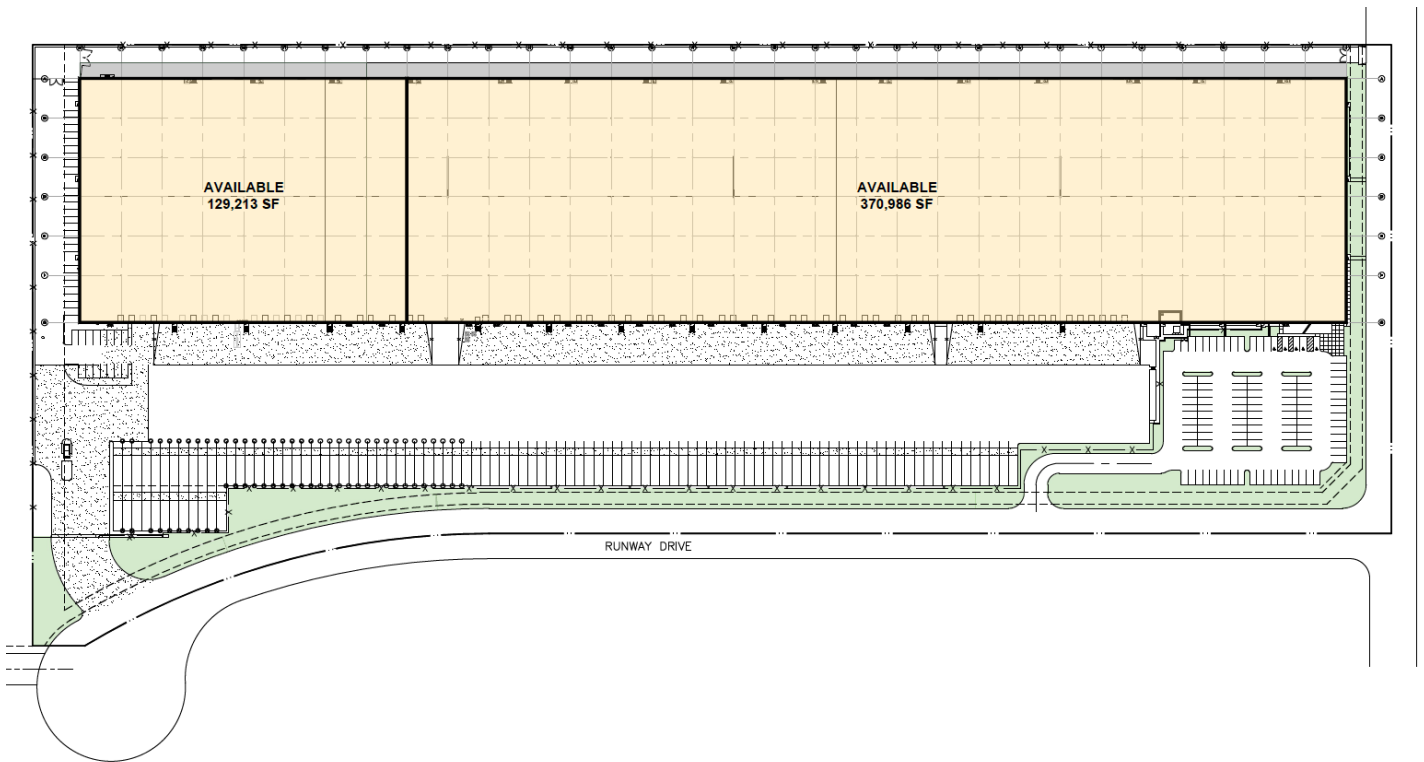 AVAILABLE
129,213 SF
AVAILABLE
370,986 SF
RUNWAY DRIVE